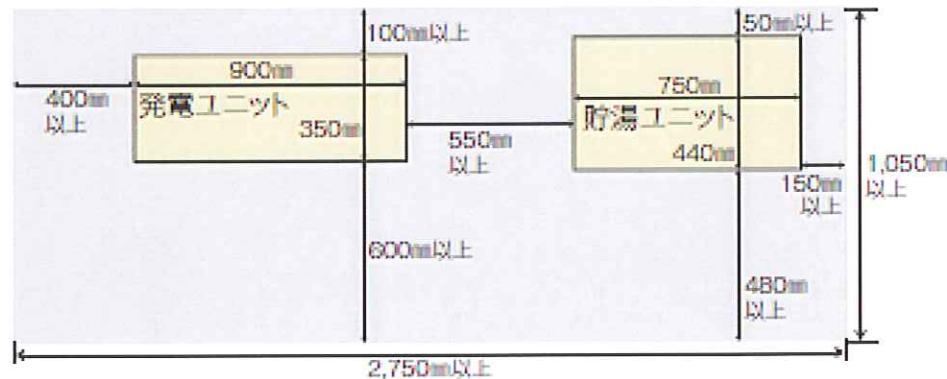 100㎜以上
50㎜以上
900㎜
750㎜
400㎜
以上
発電ユニット
350㎜
550㎜
以上
貯湯ユニット
440㎜
150㎜
以上
1,050㎜
以上
600㎜以上
480㎜
以上
2,750㎜以上